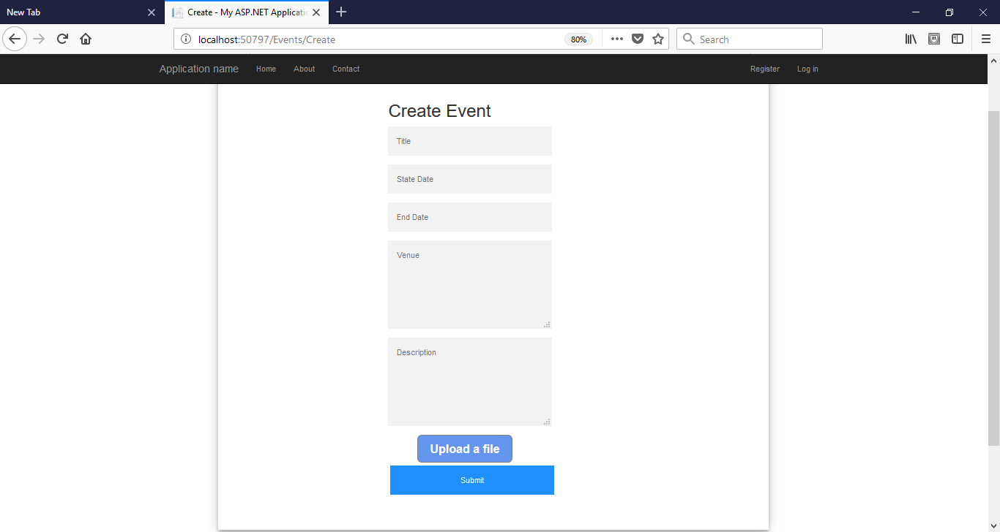 New Tab
Create - My ASP.NET Applicati
localhost:50797/Events/Create
80%
Search
Application name
Home
About
Contact
Register
Log in
Create Event
Title
State Date
End Date
Venue
Description
Upload a file
Submit